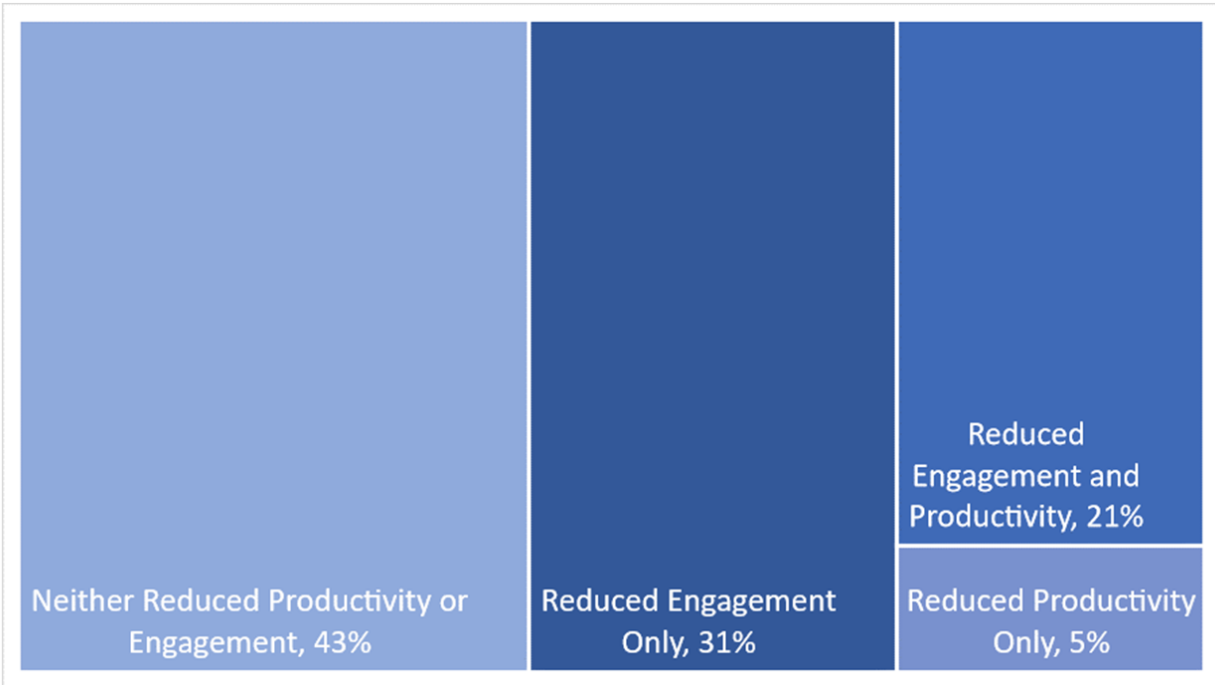 Neither Reduced Productivity or
Engagement, 43%
Reduced Engagement
Only, 31%
Reduced
Engagement and
Productivity, 21%
Reduced Productivity
Only, 5%